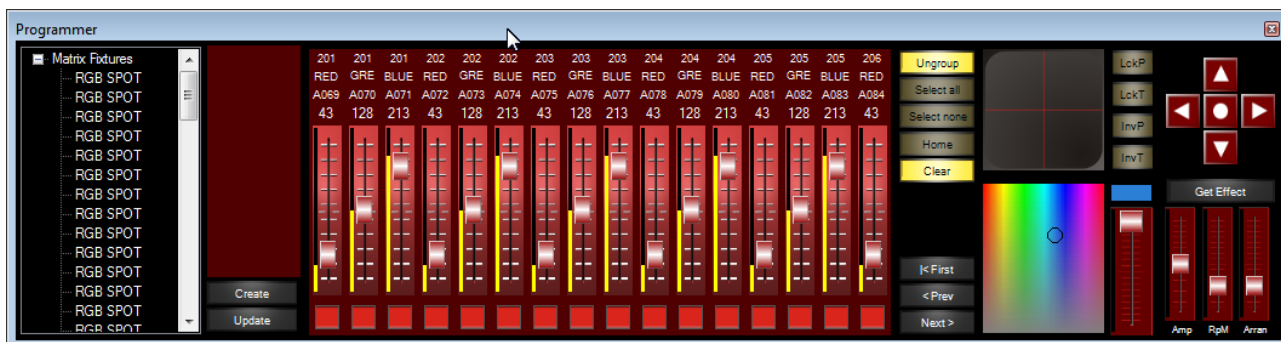 Programmer
Matrix Fixtures
RGB SPOT
RGB SPOT
RGB SPOT
RGB SPOT
RGB SPOT
RGB SPOT
RGB SPOT
RGB SPOT
RGB SPOT
RGB SPOT
RGB SPOT
RGB SPOT
RGB SPOT
RGB SPOT
Create
Update
201 201 201 202 202 202 203 203 203 204 204 204 205 205 205 206
RED GRE BLUE RED GRE BLUE RED GRE BLUE RED GRE BLUE RED GRE BLUE RED
A069 A070 A071 A072 A073 A074 A075 A076 A077 A078 A079 A080 A081 A082 A083 A084
43 128 213 43 128 213 43 128 213 43 128 213 43 128 213 43
Ungroup
Select all
Select none
Home
Clear
|< First
< Prev
Next >
LckP
LckT
InvP
InvT
Get Effect
Amp RpM Arran